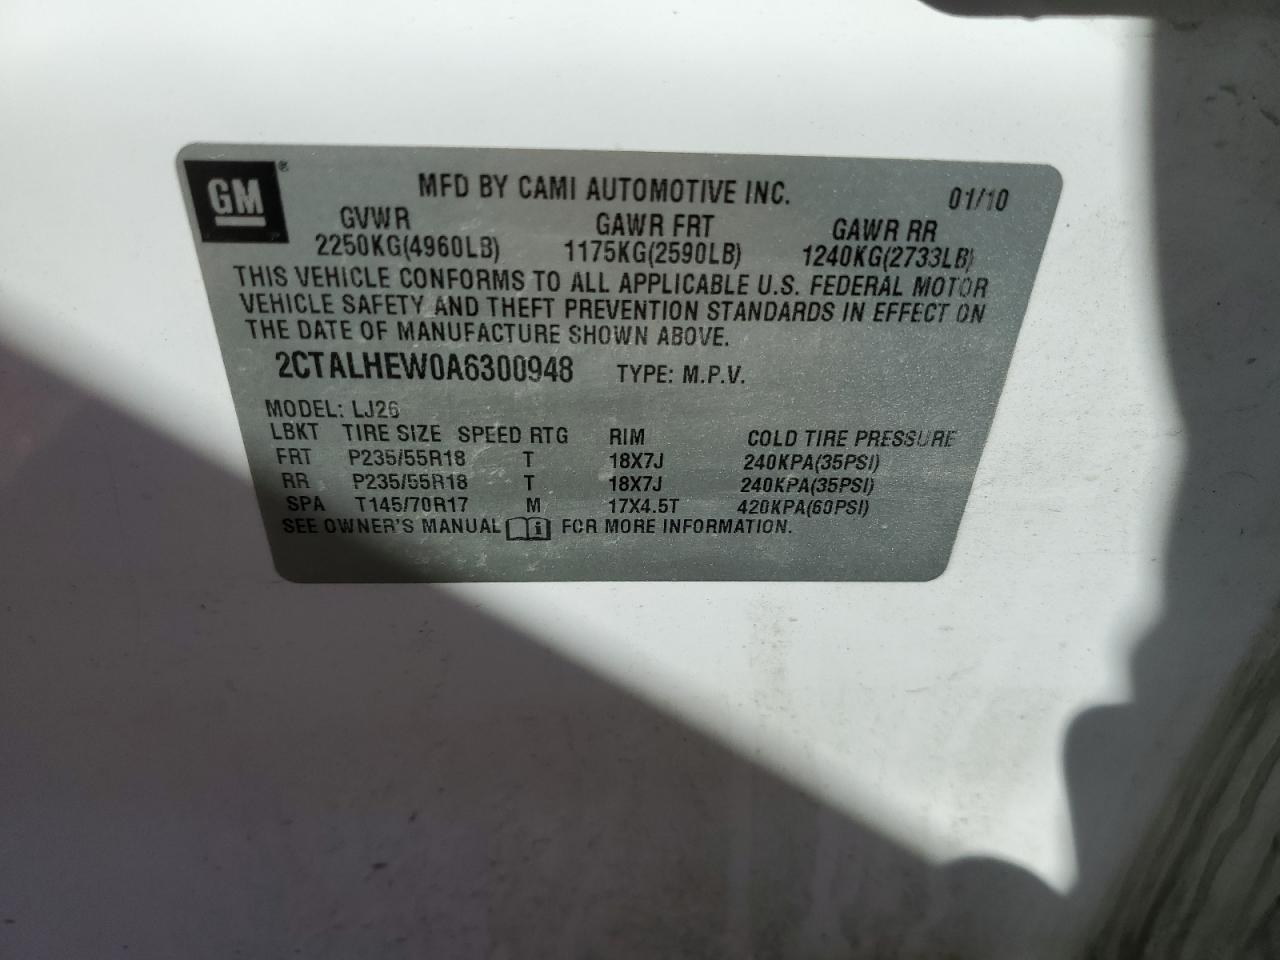 GM ®
MFD BY CAMI AUTOMOTIVE INC. 01/10
GVWR GAWR FRT GAWR RR
2250KG(4960LB) 1175KG(2590LB) 1240KG(2733LB)
THIS VEHICLE CONFORMS TO ALL APPLICABLE U.S. FEDERAL MOTOR
VEHICLE SAFETY AND THEFT PREVENTION STANDARDS IN EFFECT ON
THE DATE OF MANUFACTURE SHOWN ABOVE.
2CTALHEW0A6300948 TYPE: M.P.V.
MODEL: LJ26
LBKT TIRE SIZE SPEED RTG RIM COLD TIRE PRESSURE
FRT P235/55R18 T 18X7J 240KPA(35PSI)
RR P235/55R18 T 18X7J 240KPA(35PSI)
SPA T145/70R17 M 17X4.5T 420KPA(60PSI)
SEE OWNER'S MANUAL i FOR MORE INFORMATION.